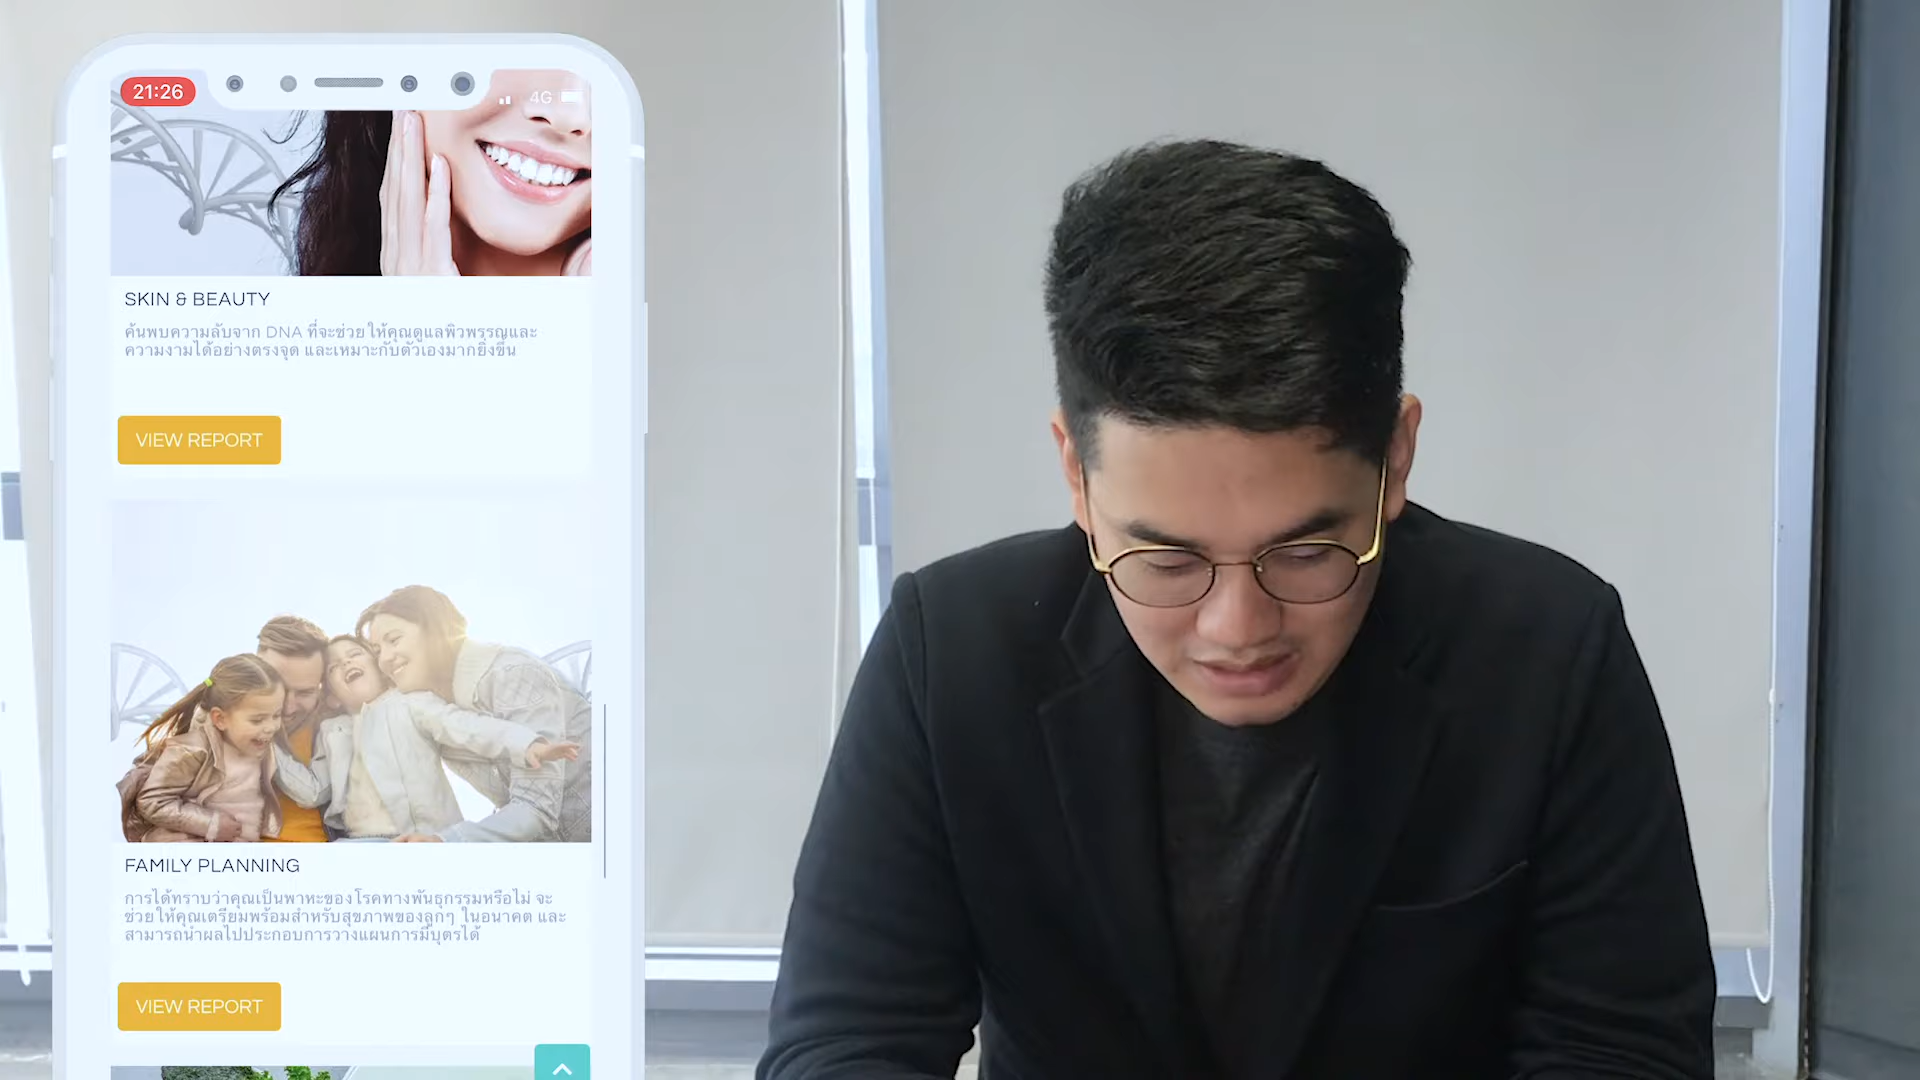 21:26
4G
SKIN & BEAUTY
ค้นพบความลับจาก DNA ที่จะช่วยให้คุณดูแลผิวพรรณและ
ความงามได้อย่างตรงจุด และเหมาะกับตัวเองมากยิ่งขึ้น
VIEW REPORT
FAMILY PLANNING
การได้ทราบว่าคุณเป็นพาหะของโรคทางพันธุกรรมหรือไม่ จะ
ช่วยให้คุณเตรียมพร้อมสำหรับสุขภาพของลูกๆ ในอนาคต และ
สามารถนำผลไปประกอบการวางแผนการมีบุตรได้
VIEW REPORT